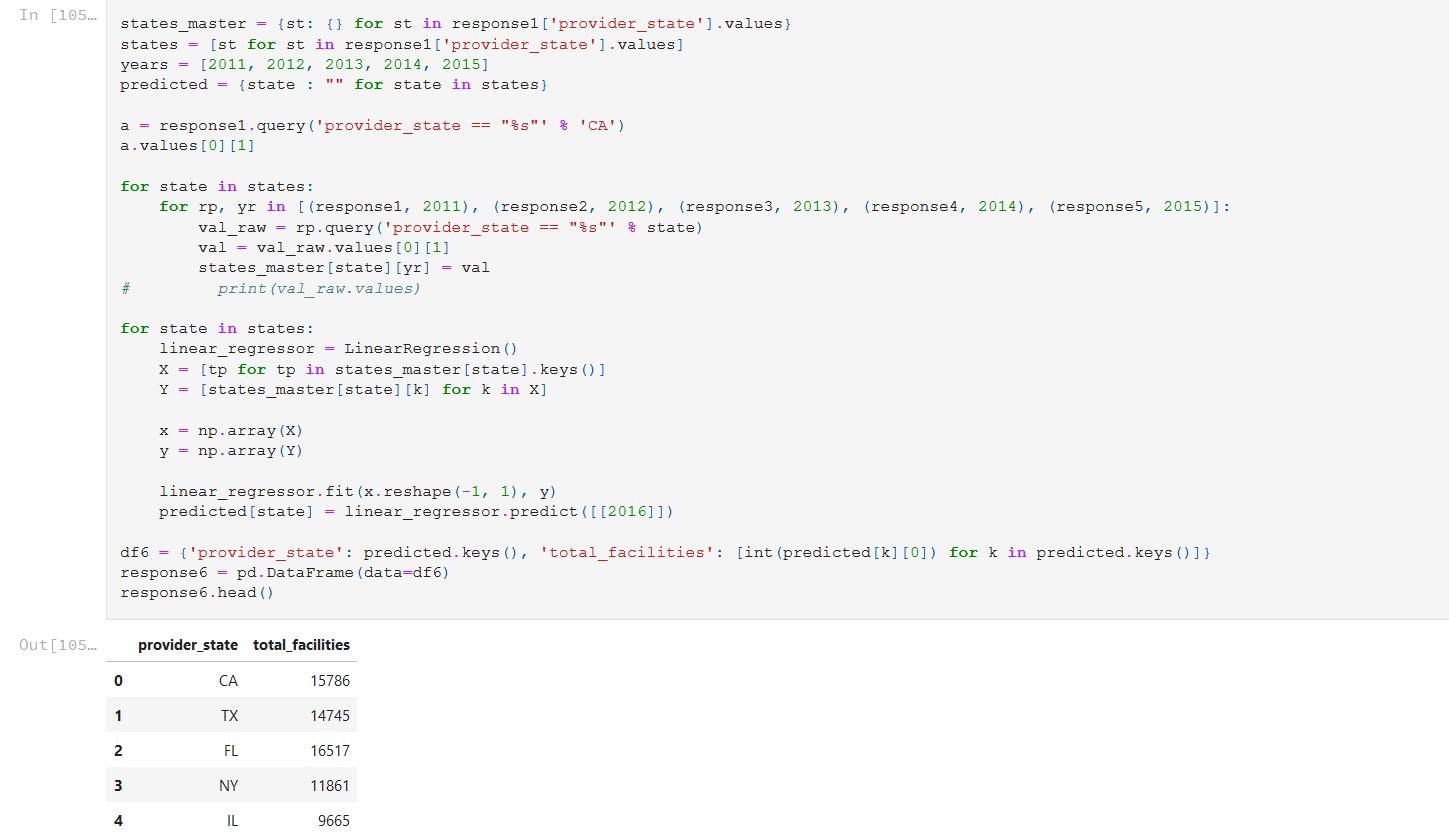 In [105…
states_master = {st: {} for st in response1['provider_state'].values}
states = [st for st in response1['provider_state'].values]
years = [2011, 2012, 2013, 2014, 2015]
predicted = {state : "" for state in states}

a = response1.query('provider_state == "%s"' % 'CA')
a.values[0][1]

for state in states:
    for rp, yr in [(response1, 2011), (response2, 2012), (response3, 2013), (response4, 2014), (response5, 2015)]:
        val_raw = rp.query('provider_state == "%s"' % state)
        val = val_raw.values[0][1]
        states_master[state][yr] = val
#         print(val_raw.values)

for state in states:
    linear_regressor = LinearRegression()
    X = [tp for tp in states_master[state].keys()]
    Y = [states_master[state][k] for k in X]

    x = np.array(X)
    y = np.array(Y)

    linear_regressor.fit(x.reshape(-1, 1), y)
    predicted[state] = linear_regressor.predict([[2016]])

df6 = {'provider_state': predicted.keys(), 'total_facilities': [int(predicted[k][0]) for k in predicted.keys()]}
response6 = pd.DataFrame(data=df6)
response6.head()
Out[105…
provider_state total_facilities
0 CA 15786
1 TX 14745
2 FL 16517
3 NY 11861
4 IL 9665